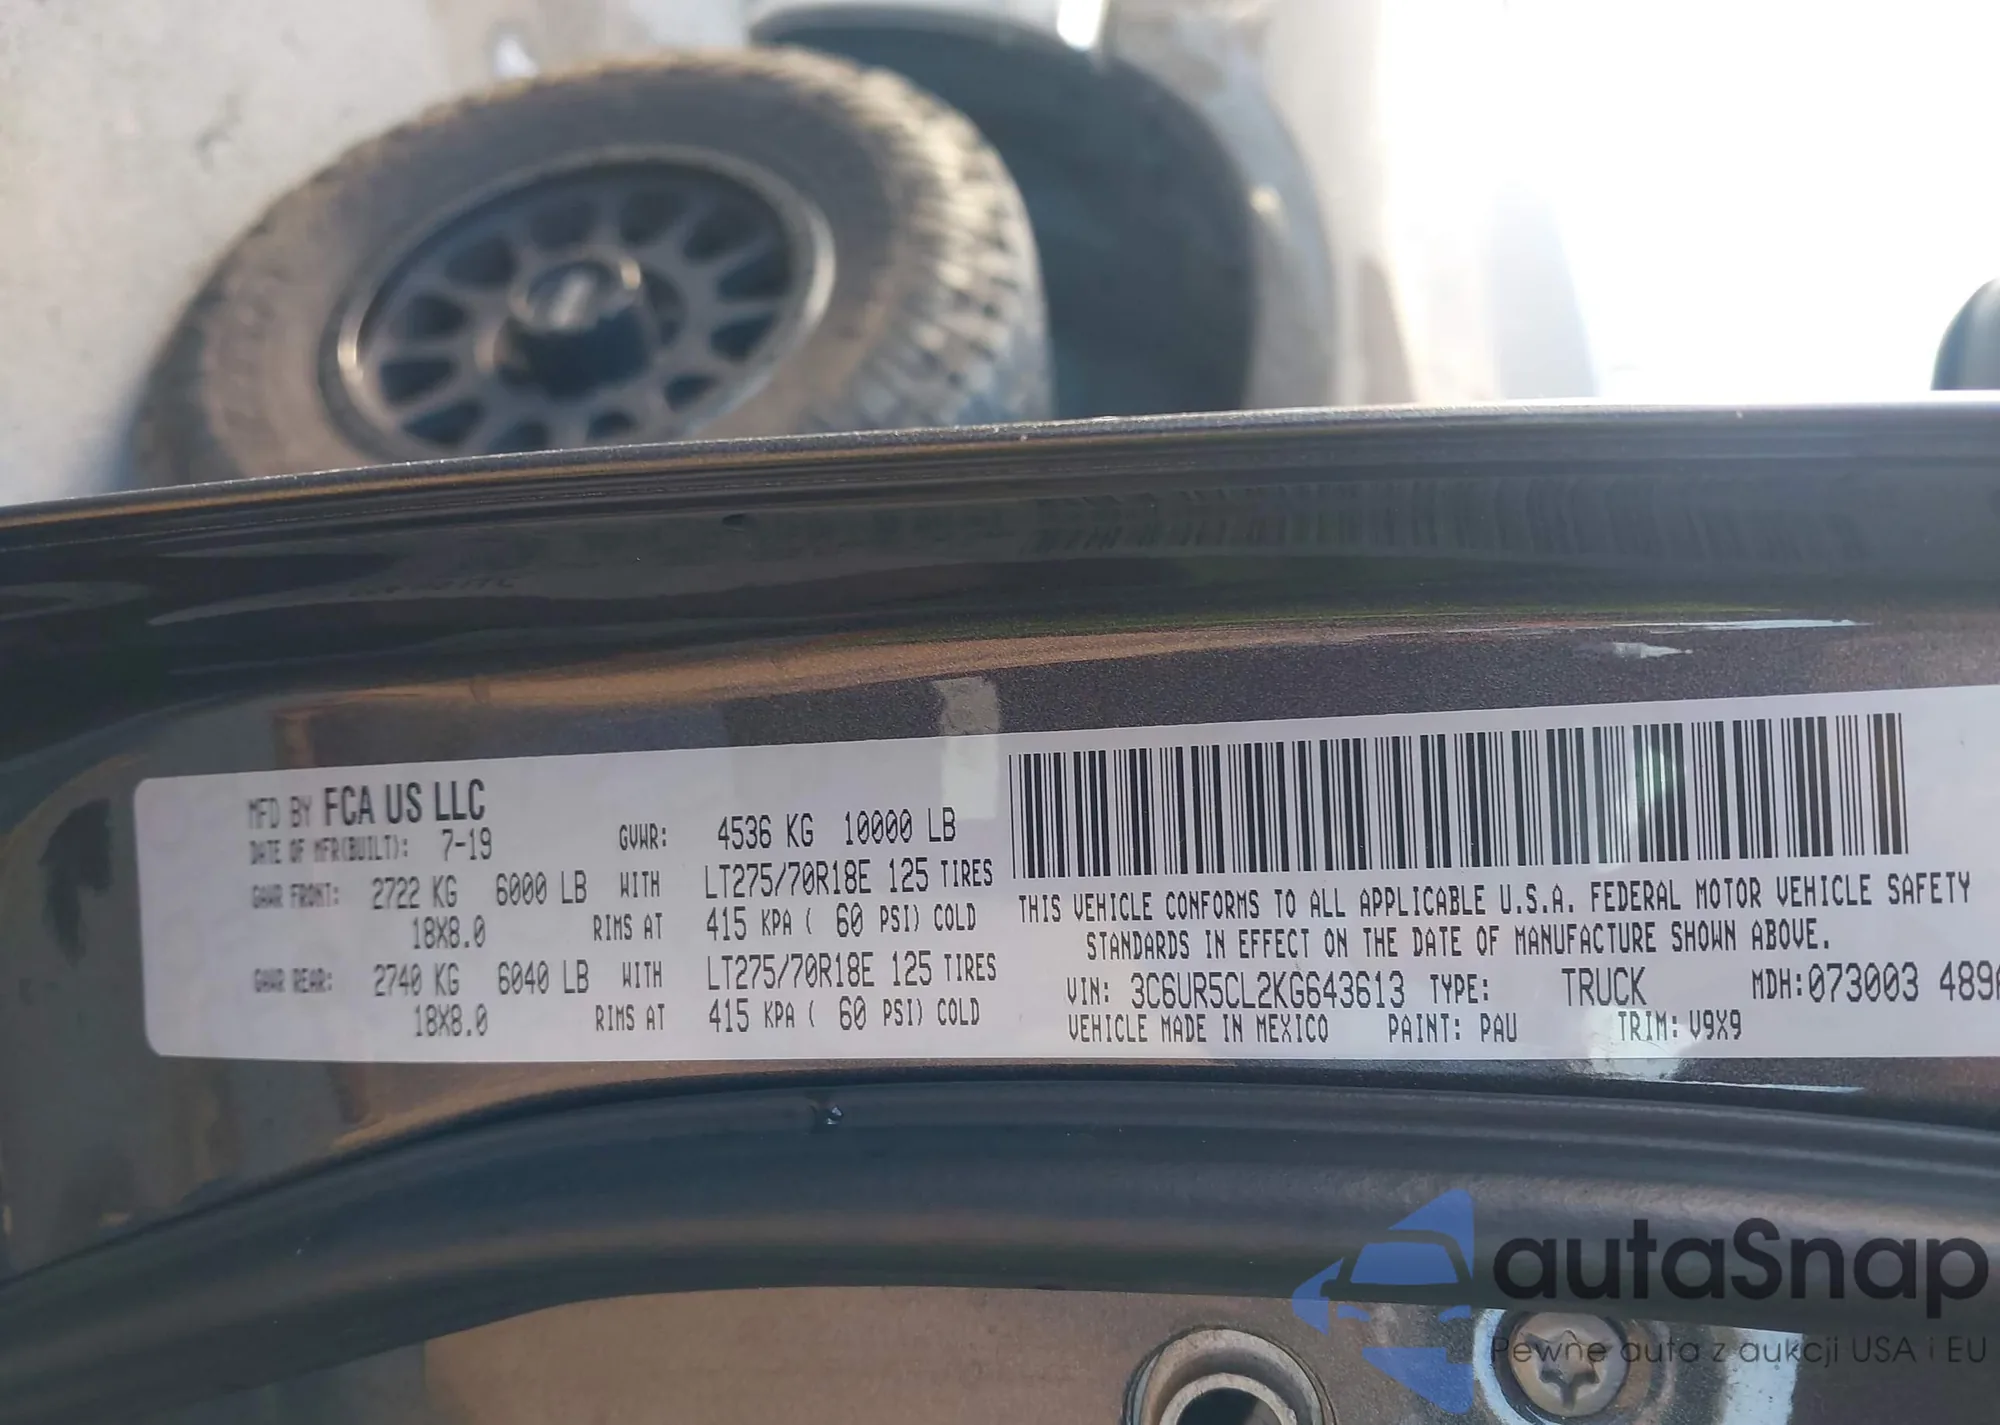 MFD BY FCA US LLC
DATE OF MFR(BUILT): 7-19 GVWR: 4536 KG 10000 LB
GAWR FRONT: 2722 KG 6000 LB WITH LT275/70R18E 125 TIRES
18X8.0 RIMS AT 415 KPA ( 60 PSI) COLD
GAWR REAR: 2740 KG 6040 LB WITH LT275/70R18E 125 TIRES
18X8.0 RIMS AT 415 KPA ( 60 PSI) COLD
THIS VEHICLE CONFORMS TO ALL APPLICABLE U.S.A. FEDERAL MOTOR VEHICLE SAFETY
STANDARDS IN EFFECT ON THE DATE OF MANUFACTURE SHOWN ABOVE.
VIN: 3C6UR5CL2KG643613 TYPE: TRUCK MDH:073003 489
VEHICLE MADE IN MEXICO PAINT: PAU TRIM: V9X9
autaSnap
Pewne auta z aukcji USA i EU